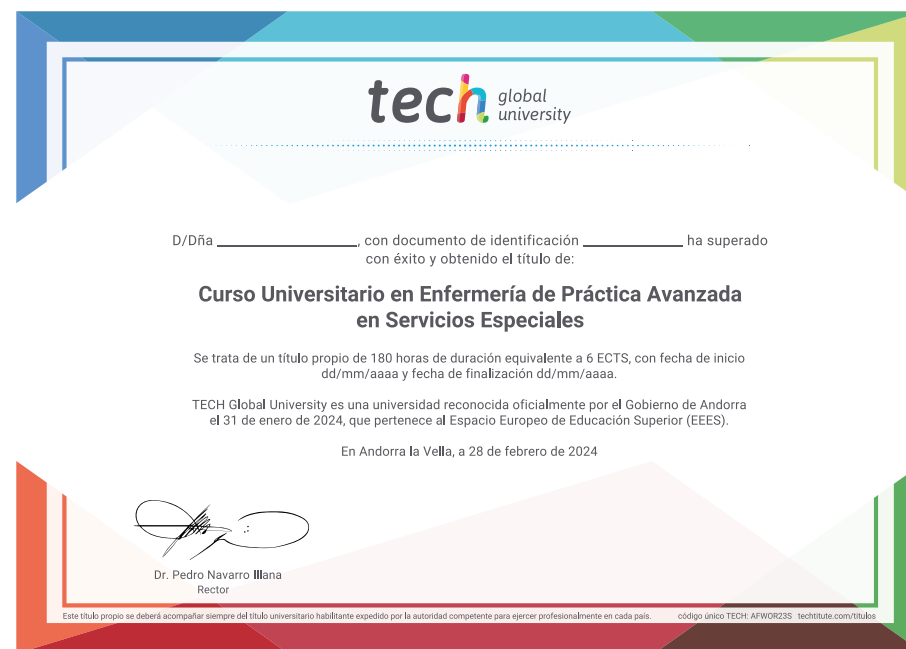 tech global university
D/Dña ____________________, con documento de identificación ______________ ha superado
con éxito y obtenido el título de:
Curso Universitario en Enfermería de Práctica Avanzada
en Servicios Especiales
Se trata de un título propio de 180 horas de duración equivalente a 6 ECTS, con fecha de inicio
dd/mm/aaaa y fecha de finalización dd/mm/aaaa.
TECH Global University es una universidad reconocida oficialmente por el Gobierno de Andorra
el 31 de enero de 2024, que pertenece al Espacio Europeo de Educación Superior (EEES).
En Andorra la Vella, a 28 de febrero de 2024
Dr. Pedro Navarro Illana
Rector
Este título propio se deberá acompañar siempre del título universitario habilitante expedido por la autoridad competente para ejercer profesionalmente en cada país. código único TECH: AFWOR23S techtitute.com/titulos